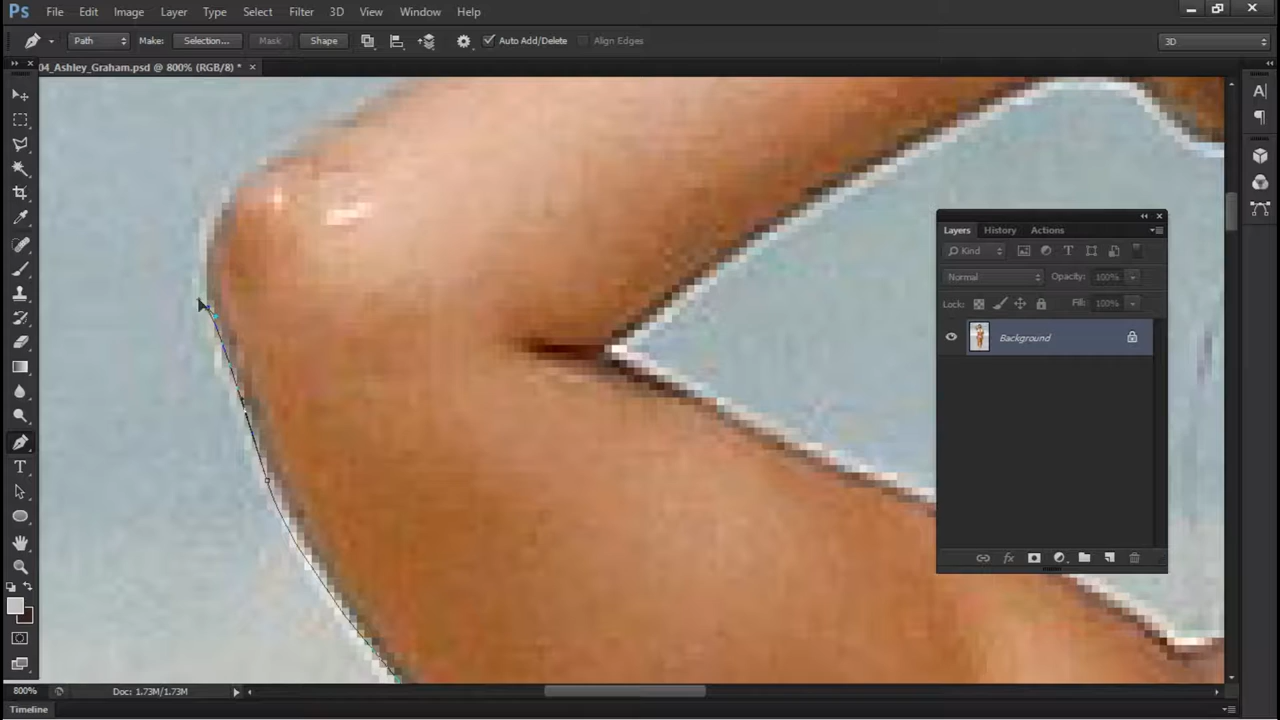 Ps File Edit Image Layer Type Select Filter 3D View Window Help
Path Make: Selection... Mask Shape Auto Add/Delete Align Edges 3D
04_Ashley_Graham.psd @ 800% (RGB/8) *
Layers History Actions
Kind
Normal Opacity: 100%
Lock: Fill: 100%
Background
800% Doc: 1.73M/1.73M
Timeline